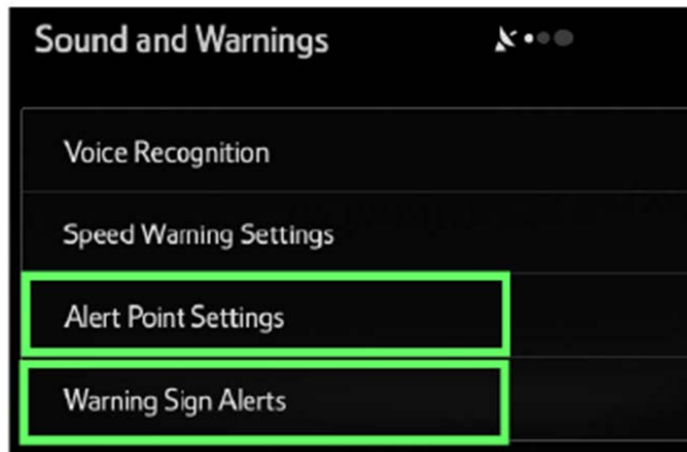 Sound and Warnings
Voice Recognition
Speed Warning Settings
Alert Point Settings
Warning Sign Alerts